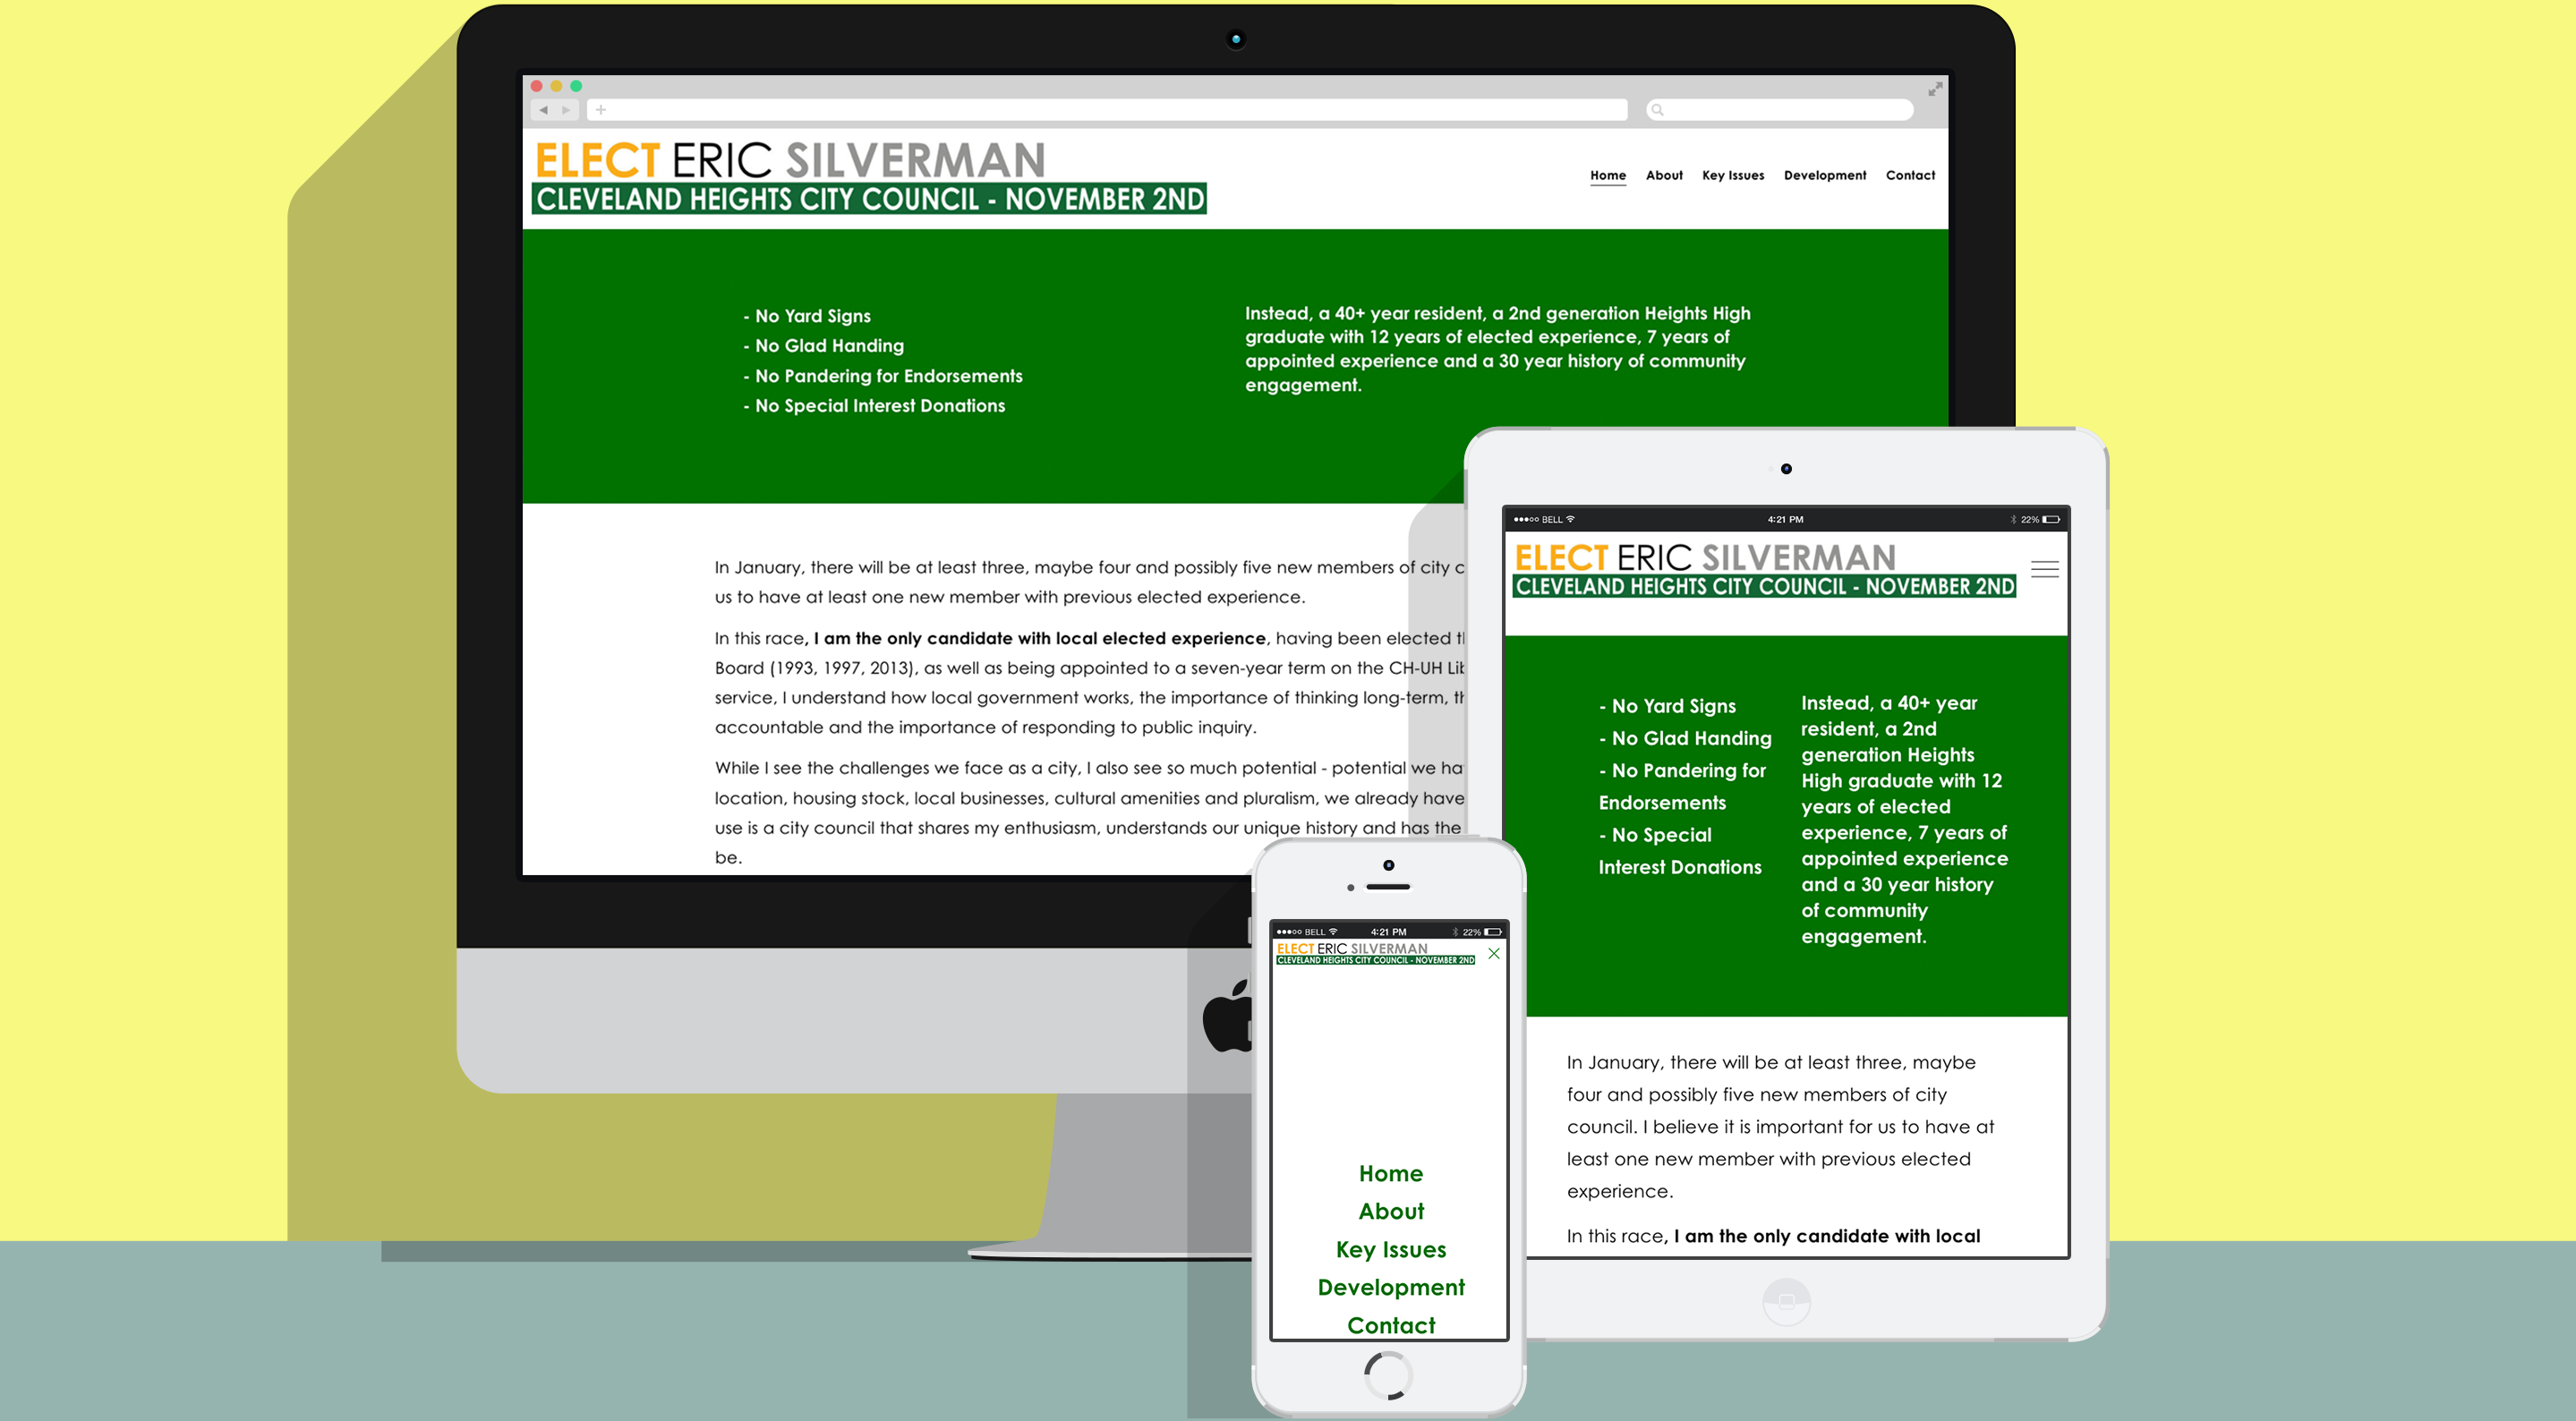 ELECT ERIC SILVERMAN
CLEVELAND HEIGHTS CITY COUNCIL - NOVEMBER 2ND
Home About Key Issues Development Contact
- No Yard Signs
- No Glad Handing
- No Pandering for Endorsements
- No Special Interest Donations
Instead, a 40+ year resident, a 2nd generation Heights High
graduate with 12 years of elected experience, 7 years of
appointed experience and a 30 year history of community
engagement.
In January, there will be at least three, maybe four and possibly five new members of city
us to have at least one new member with previous elected experience.
In this race, I am the only candidate with local elected experience, having been elected
Board (1993, 1997, 2013), as well as being appointed to a seven-year term on the CH-UH
service, I understand how local government works, the importance of thinking long-term,
accountable and the importance of responding to public inquiry.
While I see the challenges we face as a city, I also see so much potential - potential we
location, housing stock, local businesses, cultural amenities and pluralism, we already have
use is a city council that shares my enthusiasm, understands our unique history and has the
be.
BELL 4:21 PM 22%
ELECT ERIC SILVERMAN
CLEVELAND HEIGHTS CITY COUNCIL - NOVEMBER 2ND
- No Yard Signs
- No Glad Handing
- No Pandering for
Endorsements
- No Special
Interest Donations
Instead, a 40+ year
resident, a 2nd
generation Heights
High graduate with 12
years of elected
experience, 7 years of
appointed experience
and a 30 year history
of community
engagement.
In January, there will be at least three, maybe
four and possibly five new members of city
council. I believe it is important for us to have at
least one new member with previous elected
experience.
In this race, I am the only candidate with local
BELL 4:21 PM 22%
ELECT ERIC SILVERMAN
CLEVELAND HEIGHTS CITY COUNCIL - NOVEMBER 2ND
Home
About
Key Issues
Development
Contact